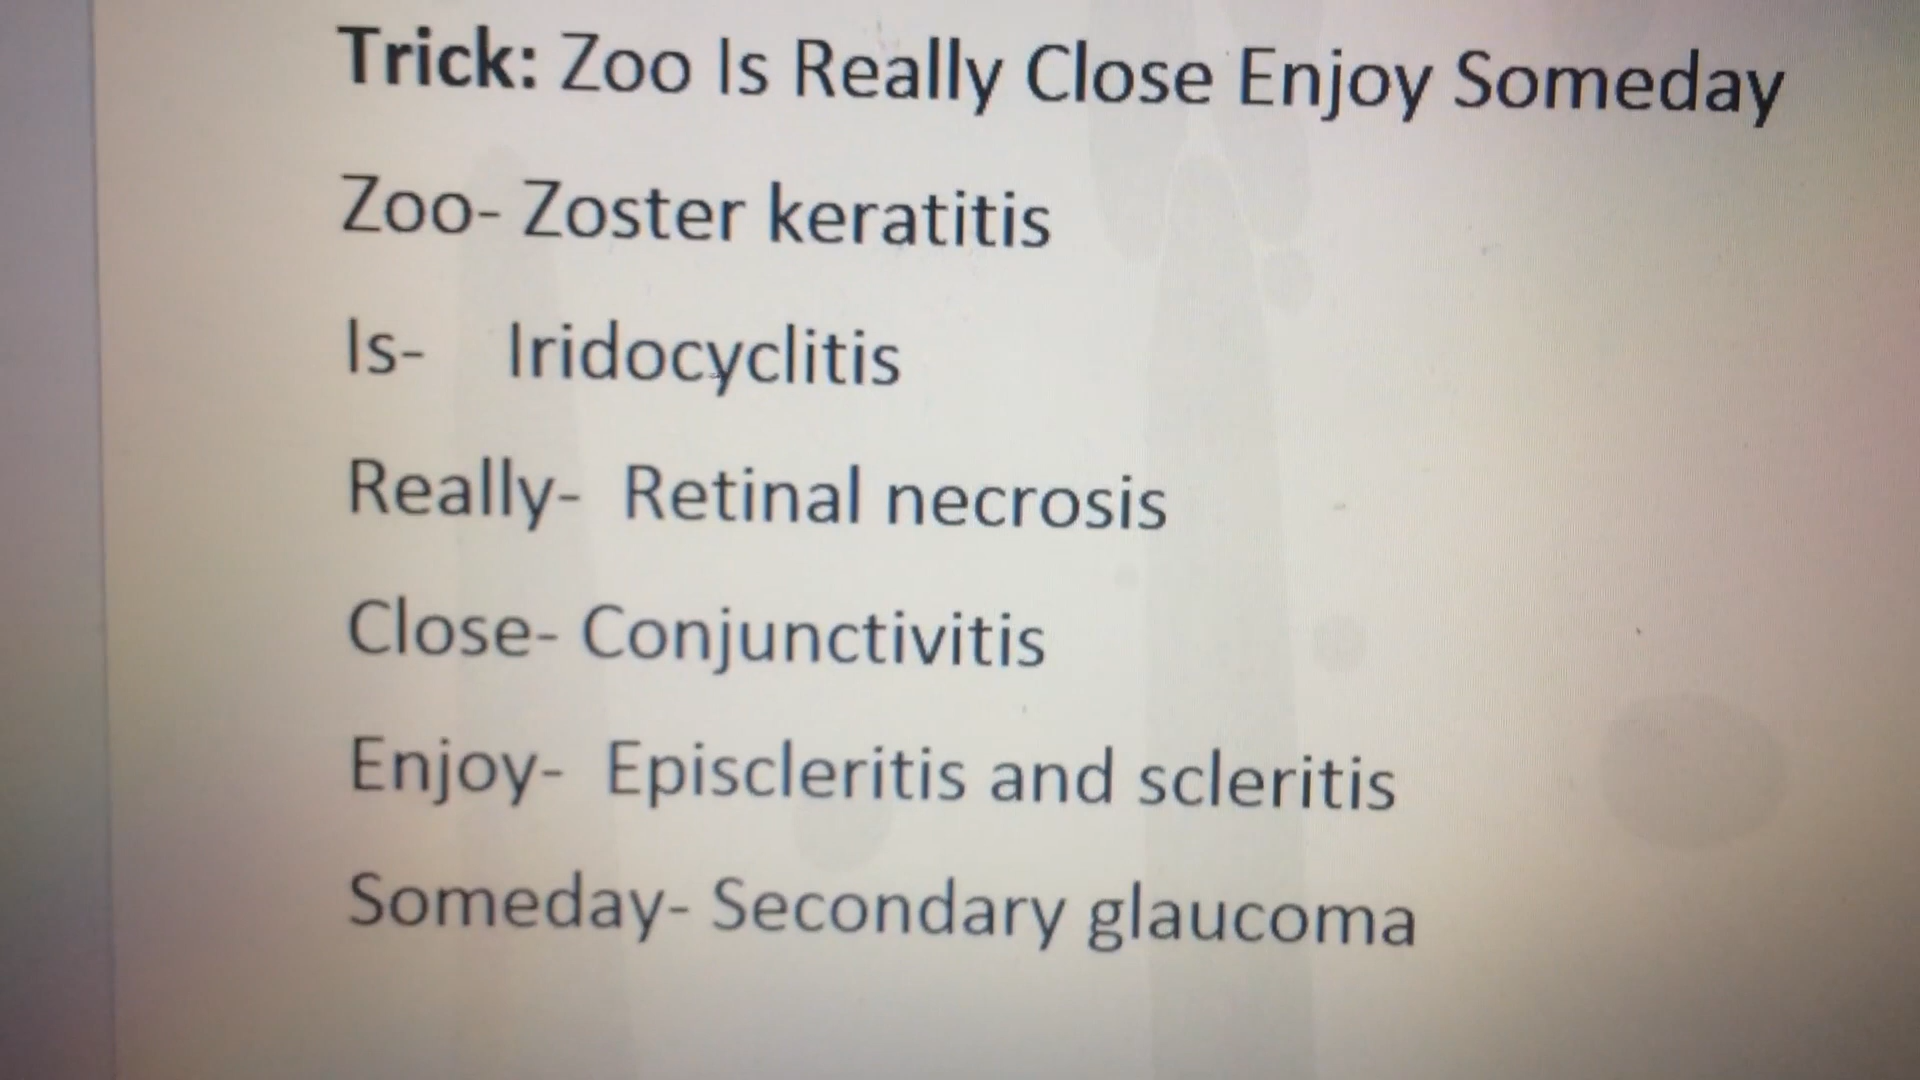 Trick: Zoo Is Really Close Enjoy Someday
Zoo- Zoster keratitis
Is- Iridocyclitis
Really- Retinal necrosis
Close- Conjunctivitis
Enjoy- Episcleritis and scleritis
Someday- Secondary glaucoma